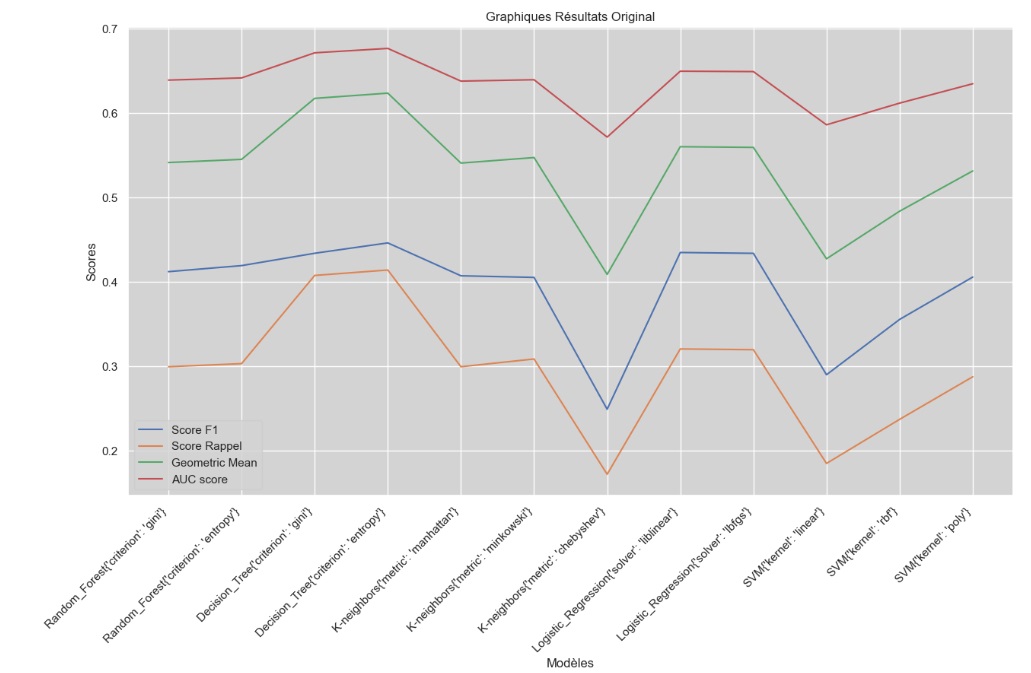 Graphiques Résultats Original
0.7
0.6
0.5
0.4
0.3
0.2
Scores
Score F1
Score Rappel
Geometric Mean
AUC score
Random_Forest{'criterion': 'gini'}
Random_Forest{'criterion': 'entropy'}
Decision_Tree{'criterion': 'gini'}
Decision_Tree{'criterion': 'entropy'}
K-neighbors{'metric': 'manhattan'}
K-neighbors{'metric': 'minkowski'}
K-neighbors{'metric': 'chebyshev'}
Logistic_Regression{'solver': 'liblinear'}
Logistic_Regression{'solver': 'lbfgs'}
SVM{'kernel': 'linear'}
SVM{'kernel': 'rbf'}
SVM{'kernel': 'poly'}
Modèles